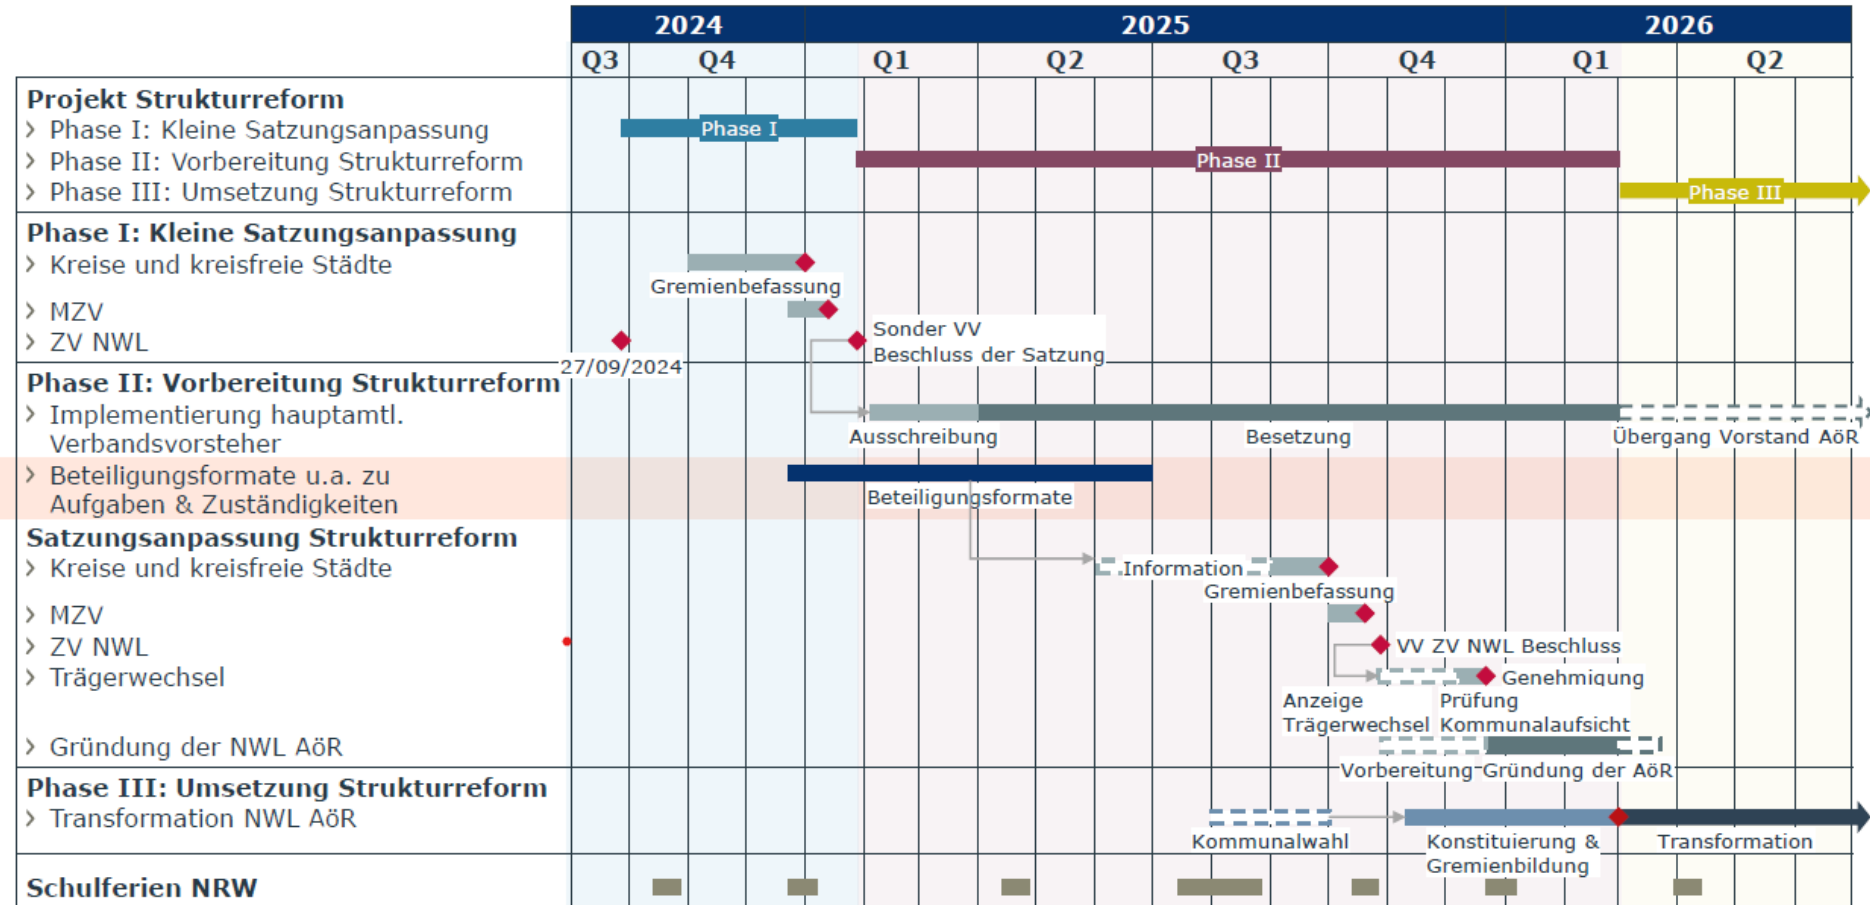 2024 2025 2026
Q3 Q4 Q1 Q2 Q3 Q4 Q1 Q2
Projekt Strukturreform
> Phase I: Kleine Satzungsanpassung Phase I
> Phase II: Vorbereitung Strukturreform Phase II
> Phase III: Umsetzung Strukturreform Phase III
Phase I: Kleine Satzungsanpassung
> Kreise und kreisfreie Städte
Gremienbefassung
> MZV
Sonder VV
> ZV NWL
Beschluss der Satzung
27/09/2024
Phase II: Vorbereitung Strukturreform
> Implementierung hauptamtl.
Verbandsvorsteher
Ausschreibung Besetzung Übergang Vorstand AöR
> Beteiligungsformate u.a. zu
Aufgaben & Zuständigkeiten
Beteiligungsformate
Satzungsanpassung Strukturreform
> Kreise und kreisfreie Städte Information
Gremienbefassung
> MZV
> ZV NWL VV ZV NWL Beschluss
> Trägerwechsel Genehmigung
Anzeige
Trägerwechsel
Prüfung
Kommunalaufsicht
> Gründung der NWL AöR
Vorbereitung Gründung der AöR
Phase III: Umsetzung Strukturreform
> Transformation NWL AöR
Kommunalwahl
Konstituierung &
Gremienbildung
Transformation
Schulferien NRW